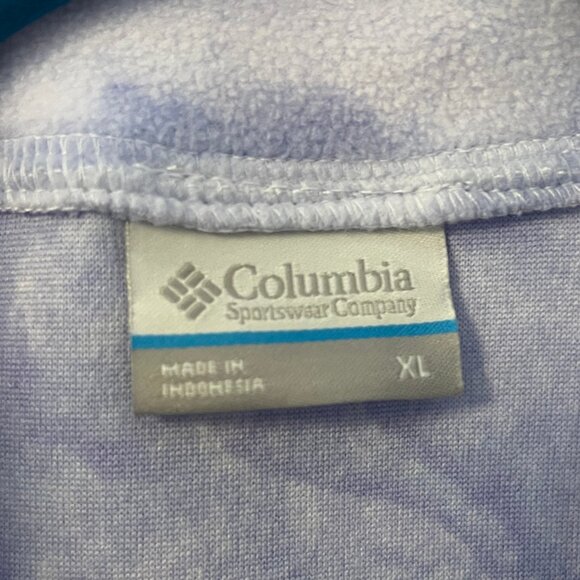 Columbia
Sportswear Company
MADE IN
INDONESIA
XL